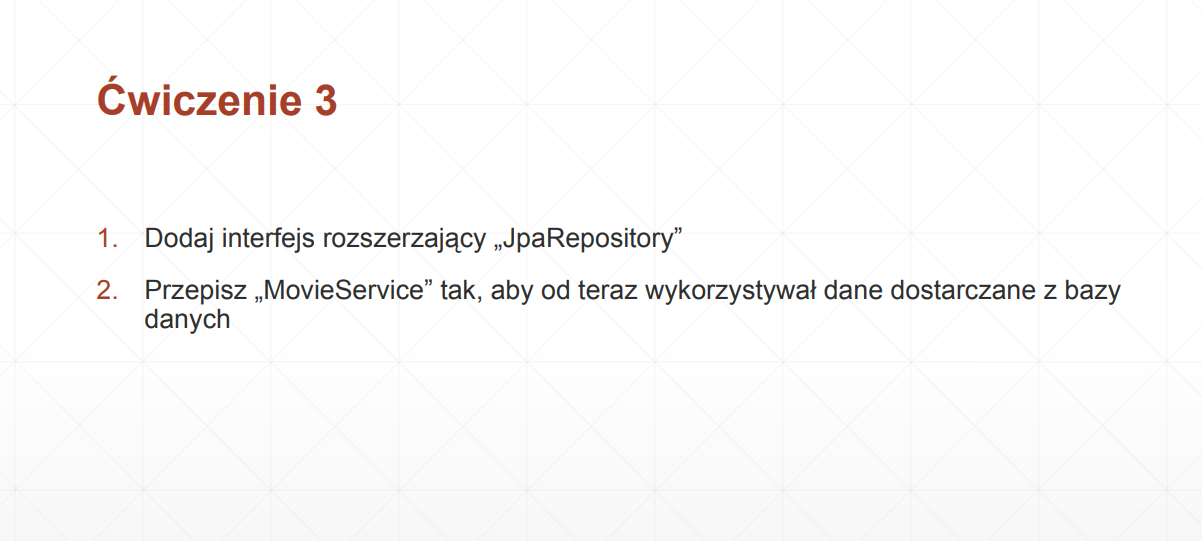 Ćwiczenie 3
1. Dodaj interfejs rozszerzający „JpaRepository”
2. Przepisz „MovieService” tak, aby od teraz wykorzystywał dane dostarczane z bazy
danych